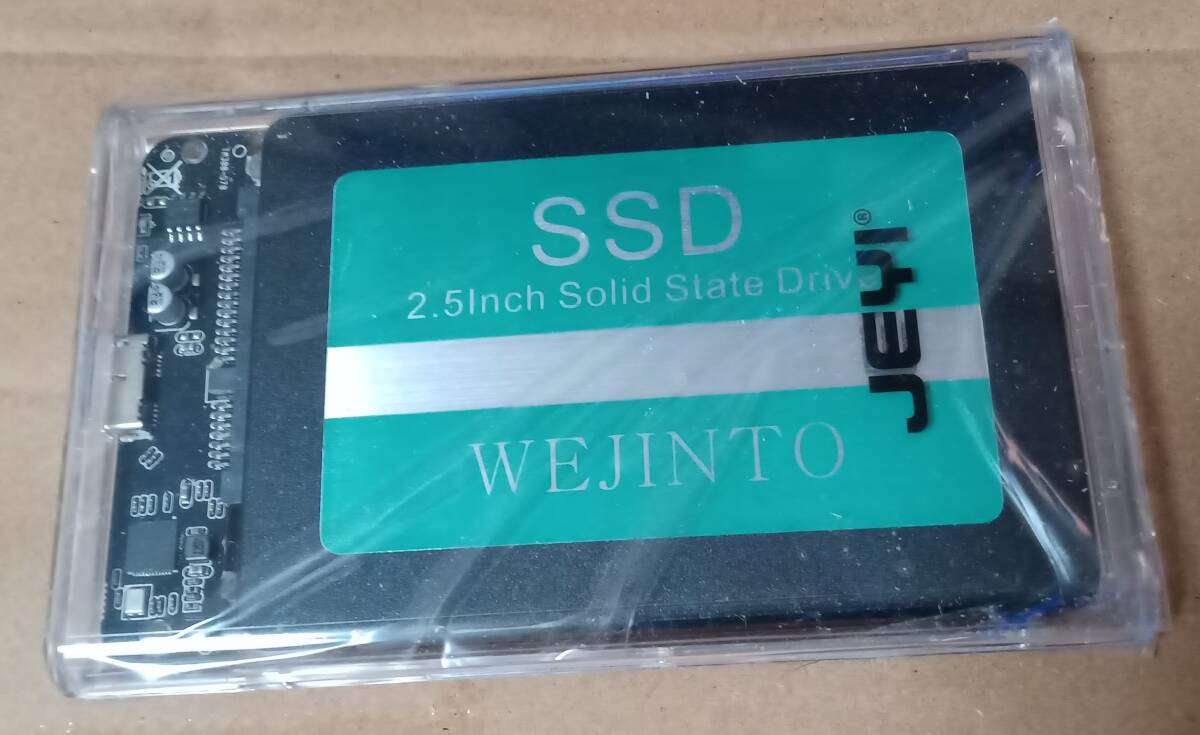 SSD
2.5Inch Solid State Drive
WEJINTO
JEYI®